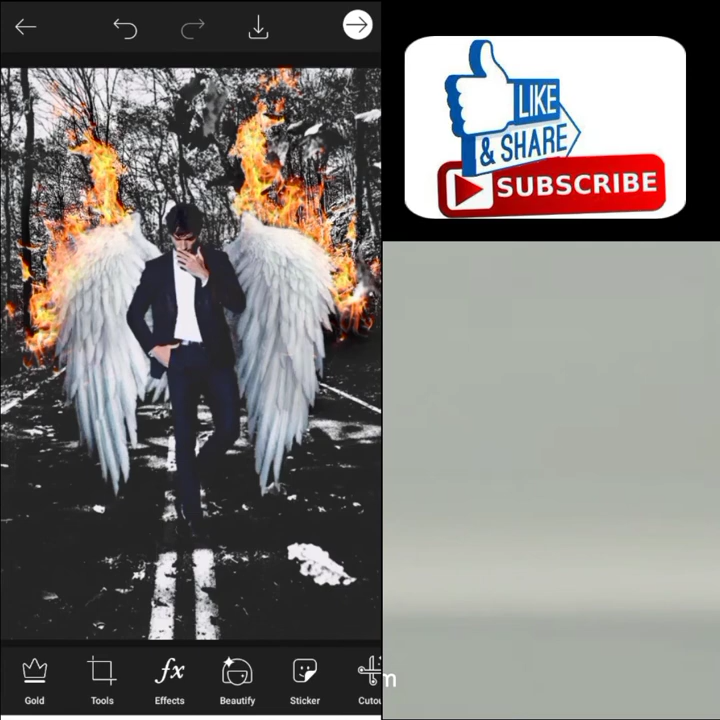 LIKE
& SHARE
SUBSCRIBE
Gold
Tools
Effects
Beautify
Sticker